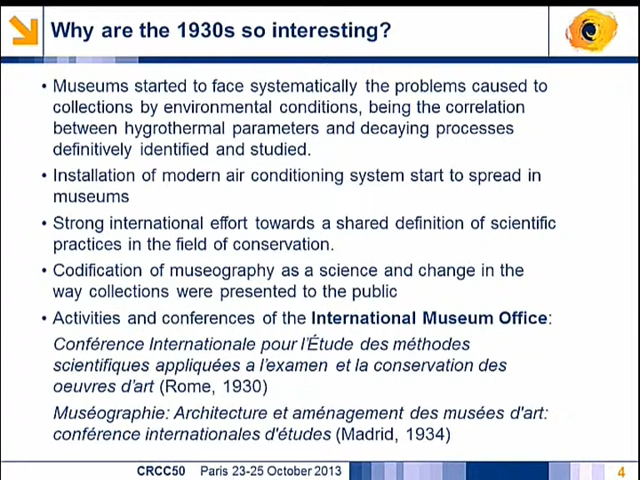 Why are the 1930s so interesting?
• Museums started to face systematically the problems caused to
collections by environmental conditions, being the correlation
between hygrothermal parameters and decaying processes
definitively identified and studied.
• Installation of modern air conditioning system start to spread in
museums
• Strong international effort towards a shared definition of scientific
practices in the field of conservation.
• Codification of museography as a science and change in the
way collections were presented to the public
• Activities and conferences of the International Museum Office:
Conférence Internationale pour l'Étude des méthodes
scientifiques appliquées a l'examen et la conservation des
oeuvres d'art (Rome, 1930)
Muséographie: Architecture et aménagement des musées d'art:
conférence internationales d'études (Madrid, 1934)
CRCC50 Paris 23-25 October 2013
4